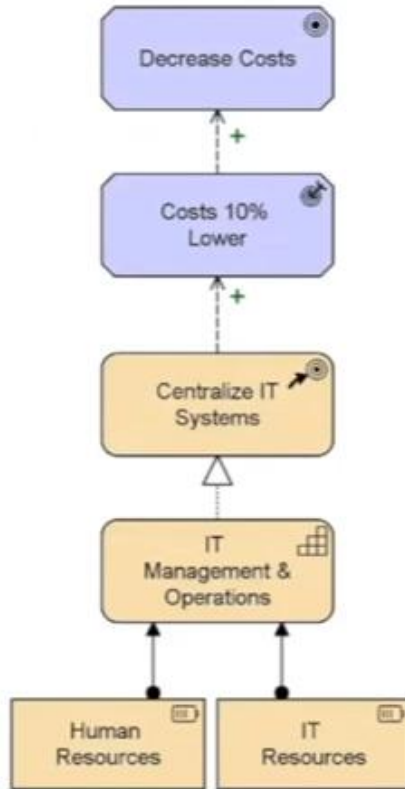 Decrease Costs
+
Costs 10%
Lower
+
Centralize IT
Systems
IT
Management &
Operations
Human
Resources
IT
Resources